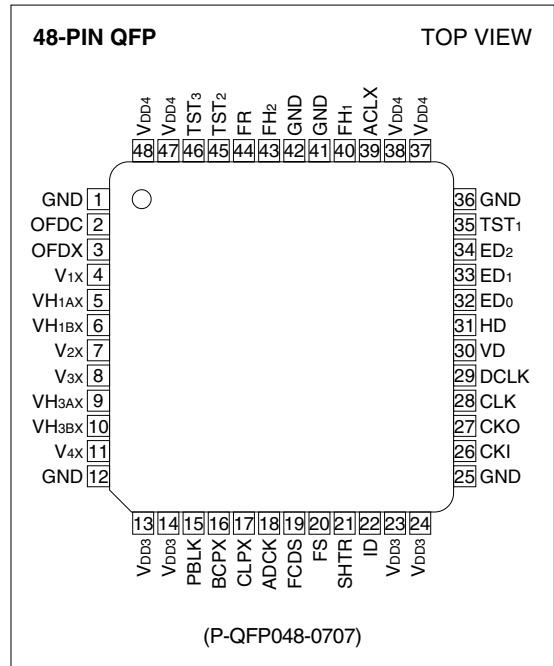 48-PIN QFP
TOP VIEW
VDD4 VDD4 TST3 TST2 FR FH2 GND GND FH1 ACLX VDD4 VDD4
48 47 46 45 44 43 42 41 40 39 38 37
GND 1
OFDC 2
OFDX 3
V1X 4
VH1AX 5
VH1BX 6
V2X 7
V3X 8
VH3AX 9
VH3BX 10
V4X 11
GND 12
36 GND
35 TST1
34 ED2
33 ED1
32 ED0
31 HD
30 VD
29 DCLK
28 CLK
27 CKO
26 CKI
25 GND
13 14 15 16 17 18 19 20 21 22 23 24
VDD3 VDD3 PBLK BCPX CLPX ADCK FCDS FS SHTR ID VDD3 VDD3
(P-QFP048-0707)